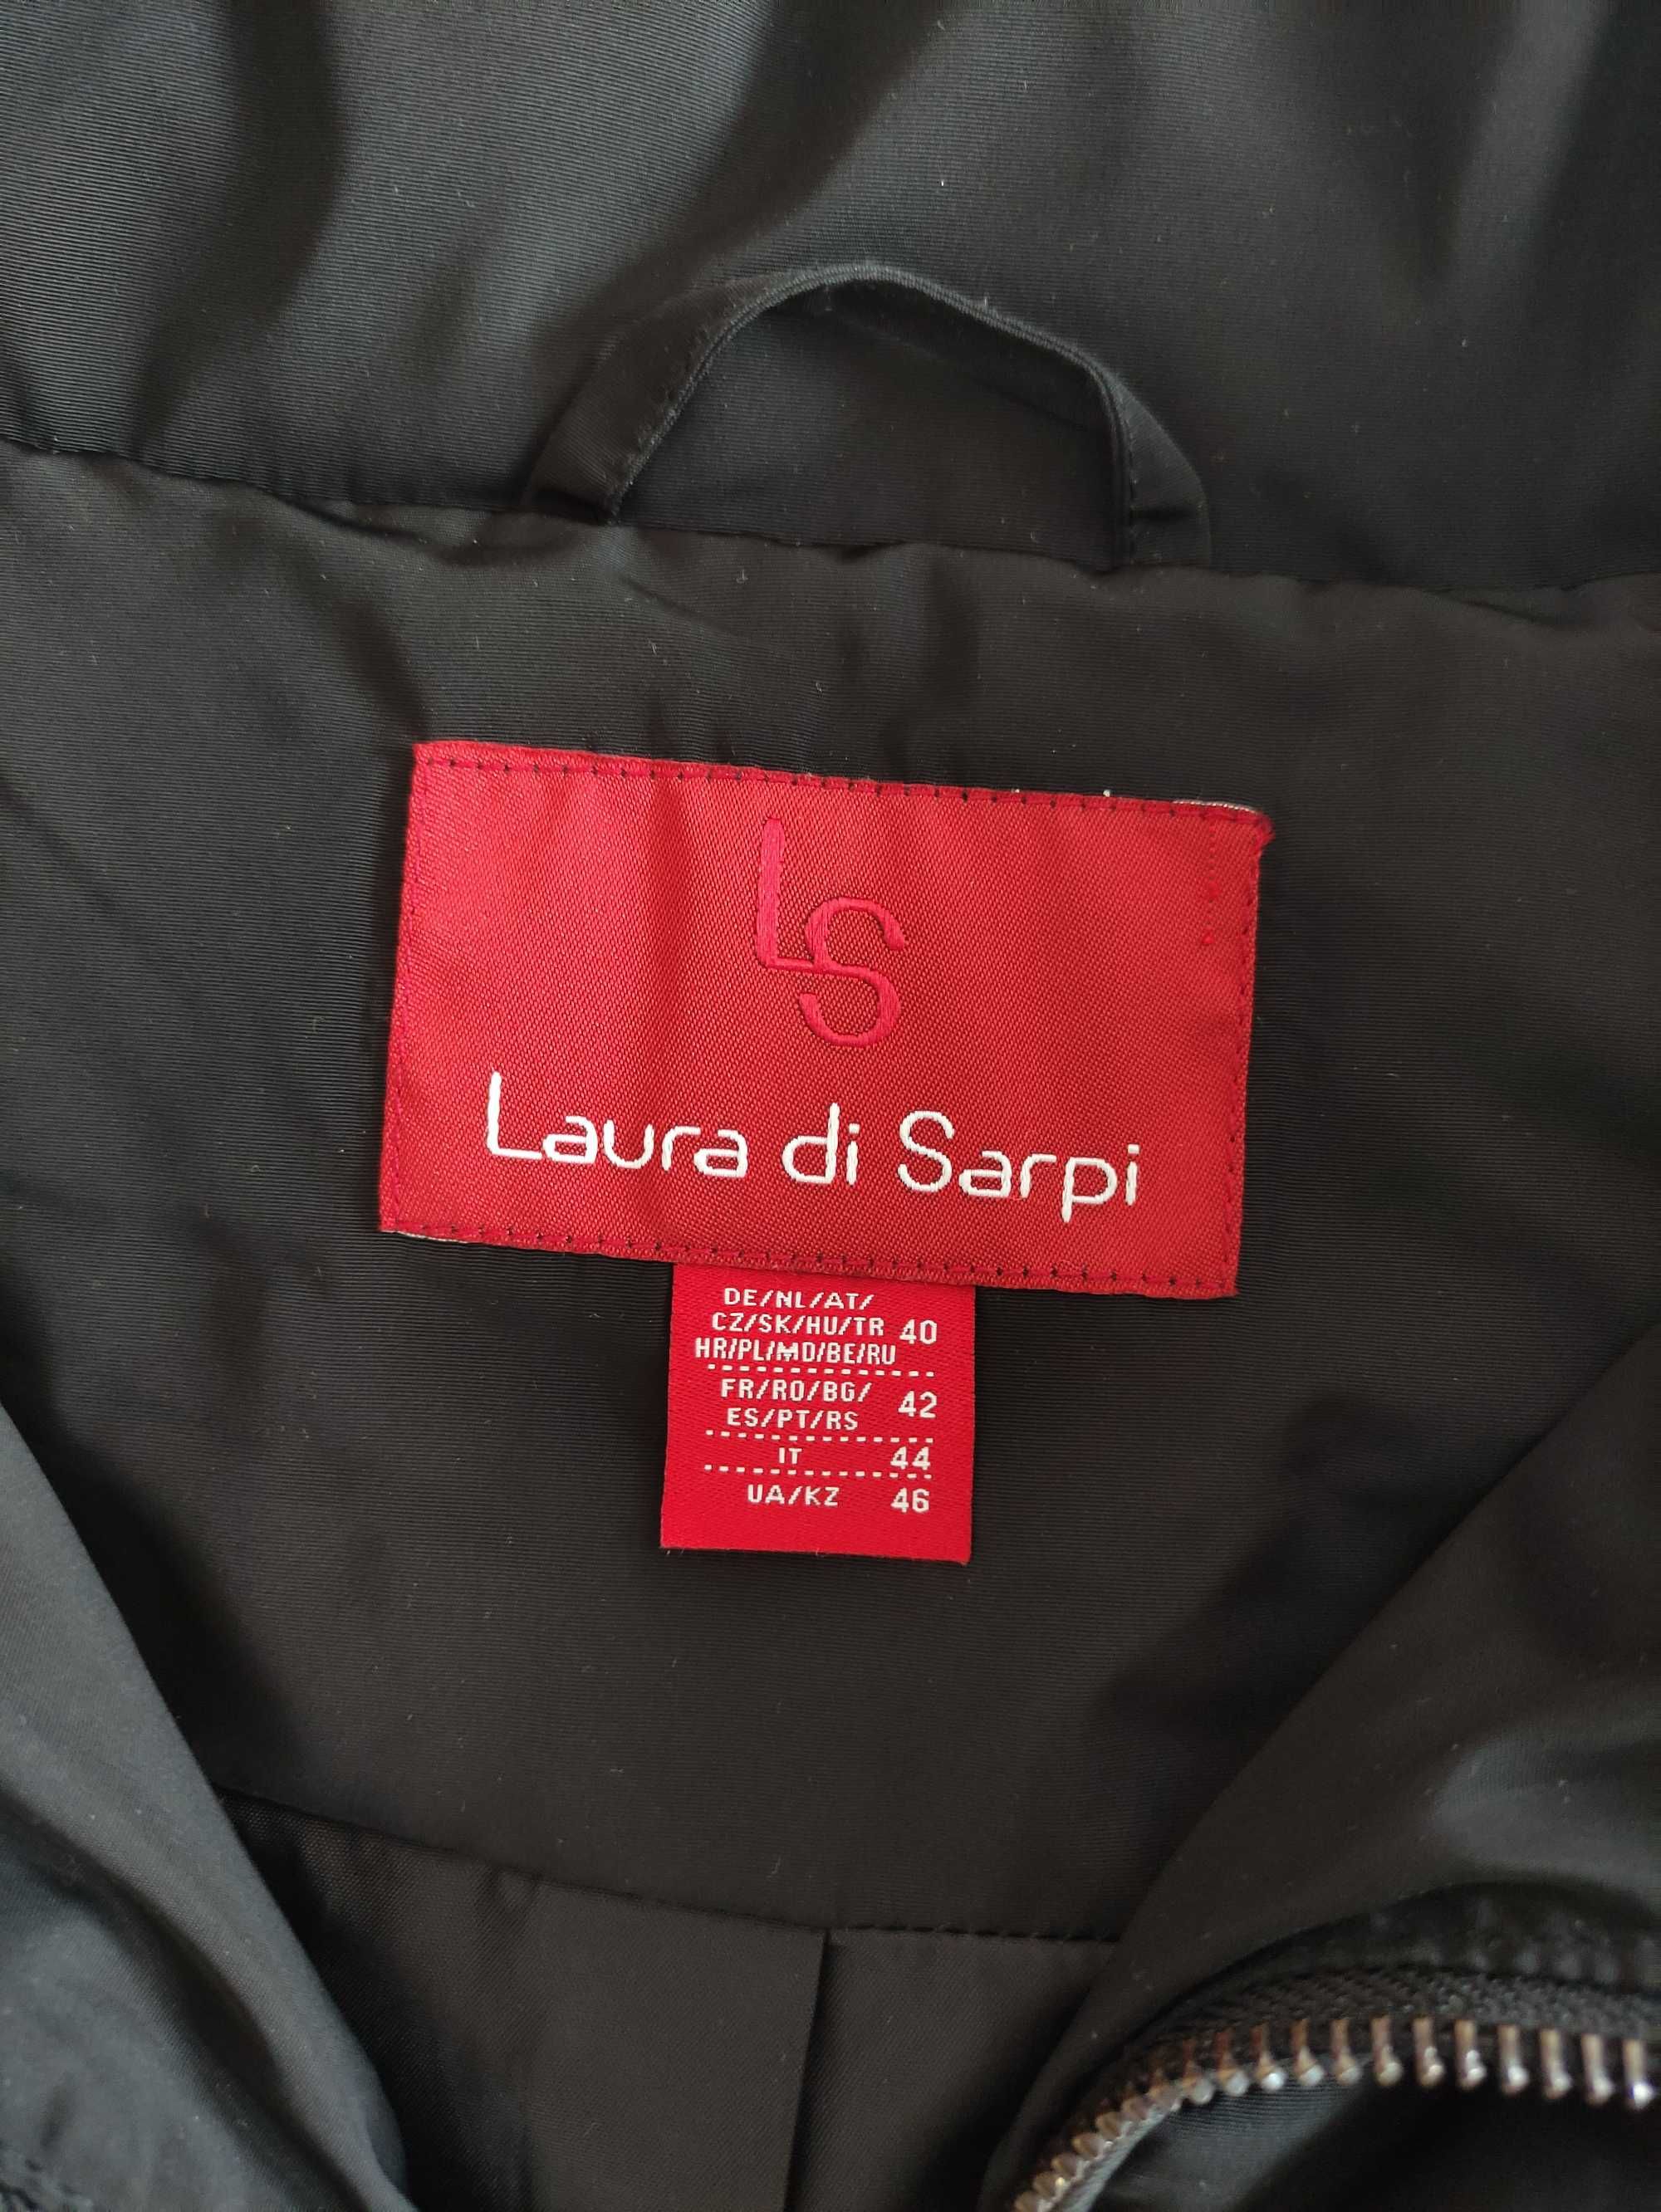 LS
Laura di Sarpi
DE/NL/AT/
CZ/SK/HU/TR 40
HR/PL/MD/BE/RU
FR/RO/BG/ 42
ES/PT/RS
IT 44
UA/KZ 46